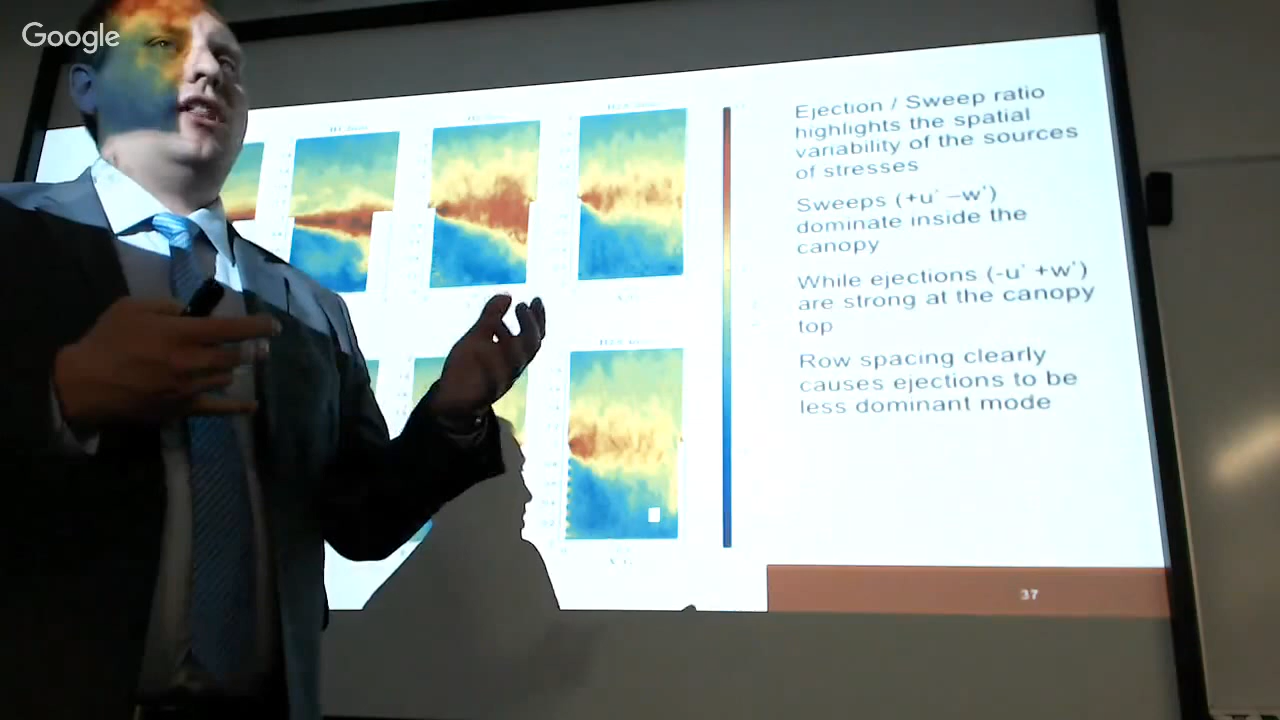 Google
Ejection / Sweep ratio
highlights the spatial
variability of the sources
of stresses
Sweeps (+u' –w')
dominate inside the
canopy
While ejections (-u' +w')
are strong at the canopy
top
Row spacing clearly
causes ejections to be
less dominant mode
37